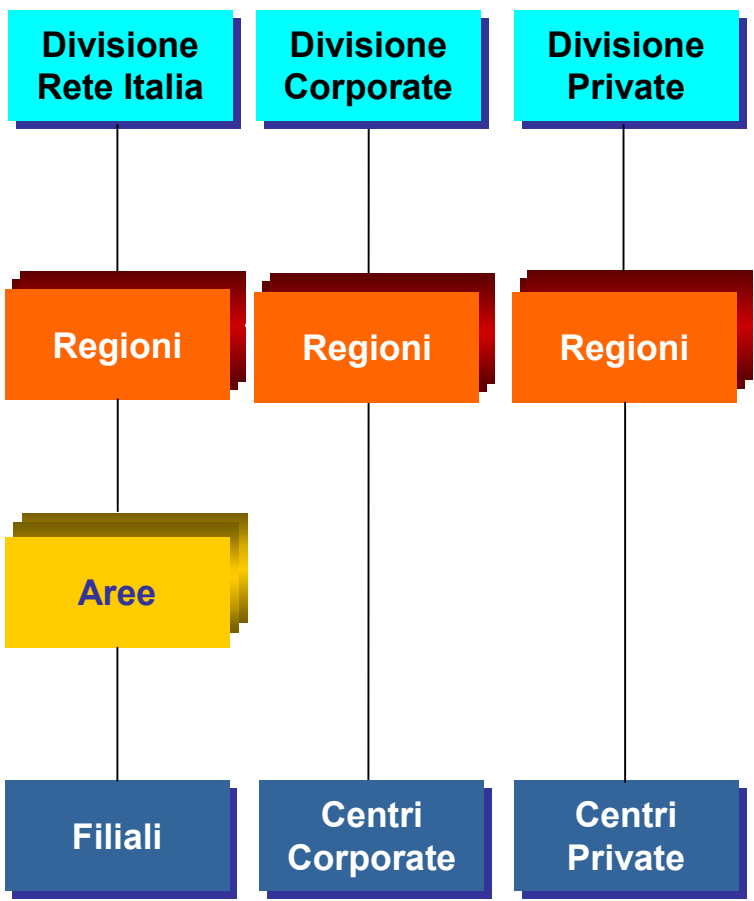 Divisione
Rete Italia
Divisione
Corporate
Divisione
Private
Regioni
Regioni
Regioni
Aree
Filiali
Centri
Corporate
Centri
Private